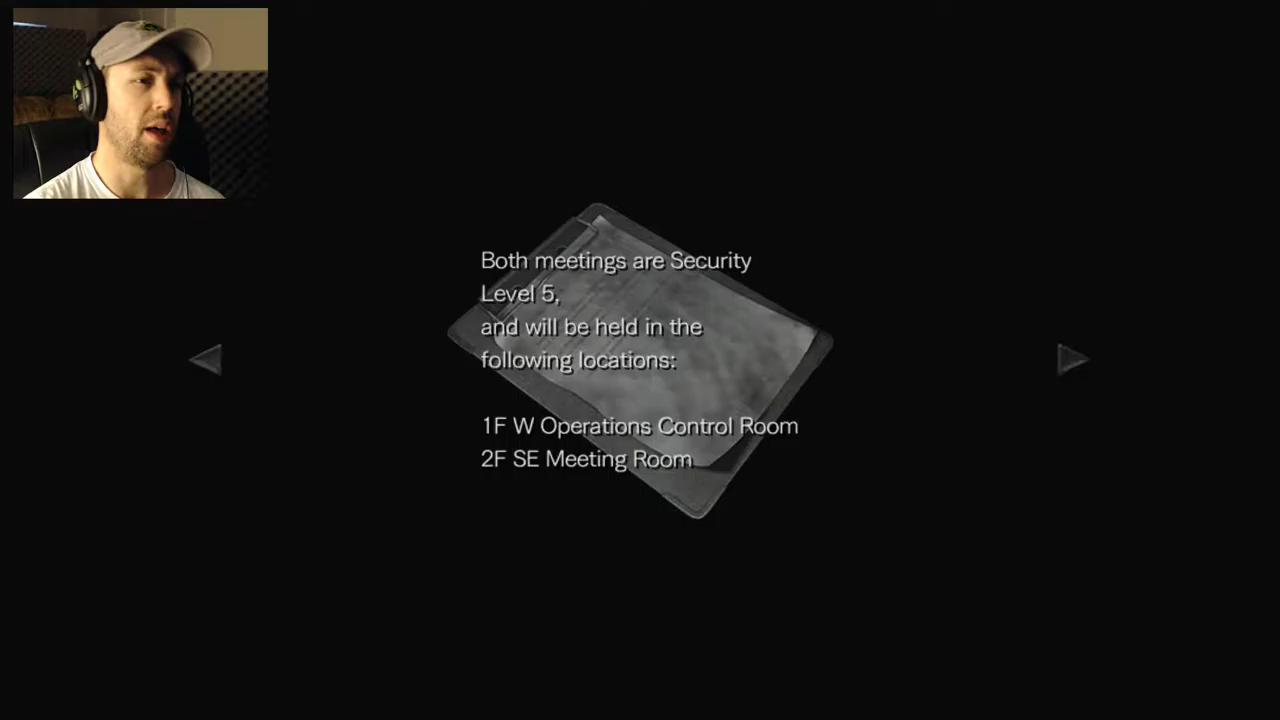 Both meetings are Security
Level 5,
and will be held in the
following locations:
1F W Operations Control Room
2F SE Meeting Room